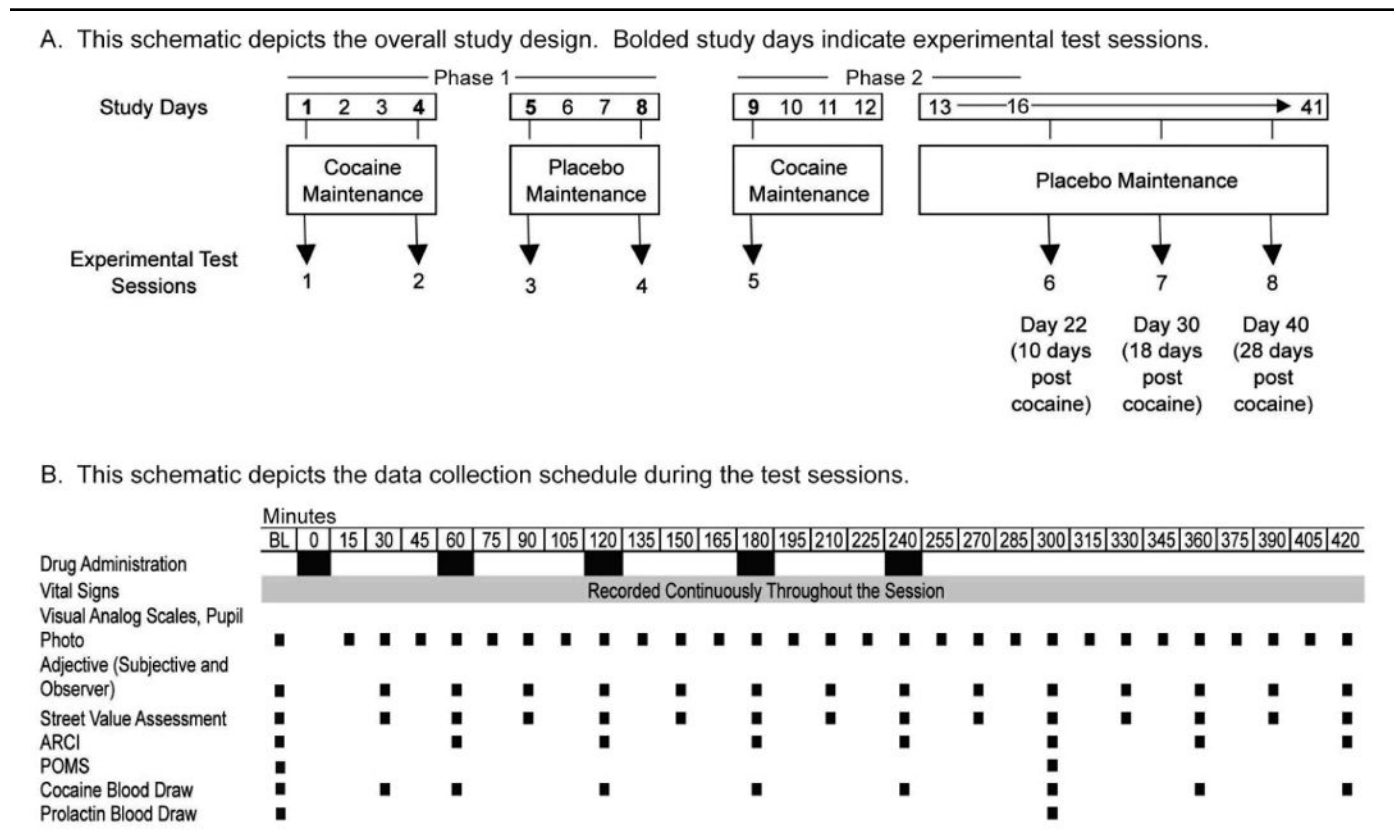 A. This schematic depicts the overall study design. Bolded study days indicate experimental test sessions.
Phase 1
Phase 2
Study Days
1 2 3 4
5 6 7 8
9 10 11 12
13 16 41
Cocaine
Maintenance
Placebo
Maintenance
Cocaine
Maintenance
Placebo Maintenance
Experimental Test
Sessions
1 2 3 4 5 6 7 8
Day 22
(10 days
post
cocaine)
Day 30
(18 days
post
cocaine)
Day 40
(28 days
post
cocaine)
B. This schematic depicts the data collection schedule during the test sessions.
Minutes
BL 0 15 30 45 60 75 90 105 120 135 150 165 180 195 210 225 240 255 270 285 300 315 330 345 360 375 390 405 420
Drug Administration
Vital Signs Recorded Continuously Throughout the Session
Visual Analog Scales, Pupil
Photo
Adjective (Subjective and
Observer)
Street Value Assessment
ARCI
POMS
Cocaine Blood Draw
Prolactin Blood Draw